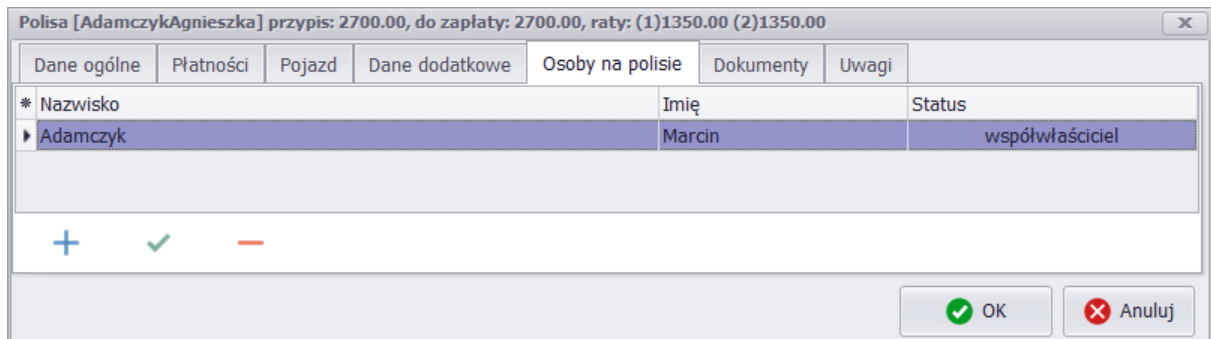 Polisa [AdamczykAgnieszka] przypis: 2700.00, do zapłaty: 2700.00, raty: (1)1350.00 (2)1350.00
Dane ogólne Płatności Pojazd Dane dodatkowe Osoby na polisie Dokumenty Uwagi
Nazwisko Imię Status
Adamczyk Marcin współwłaściciel
OK Anuluj